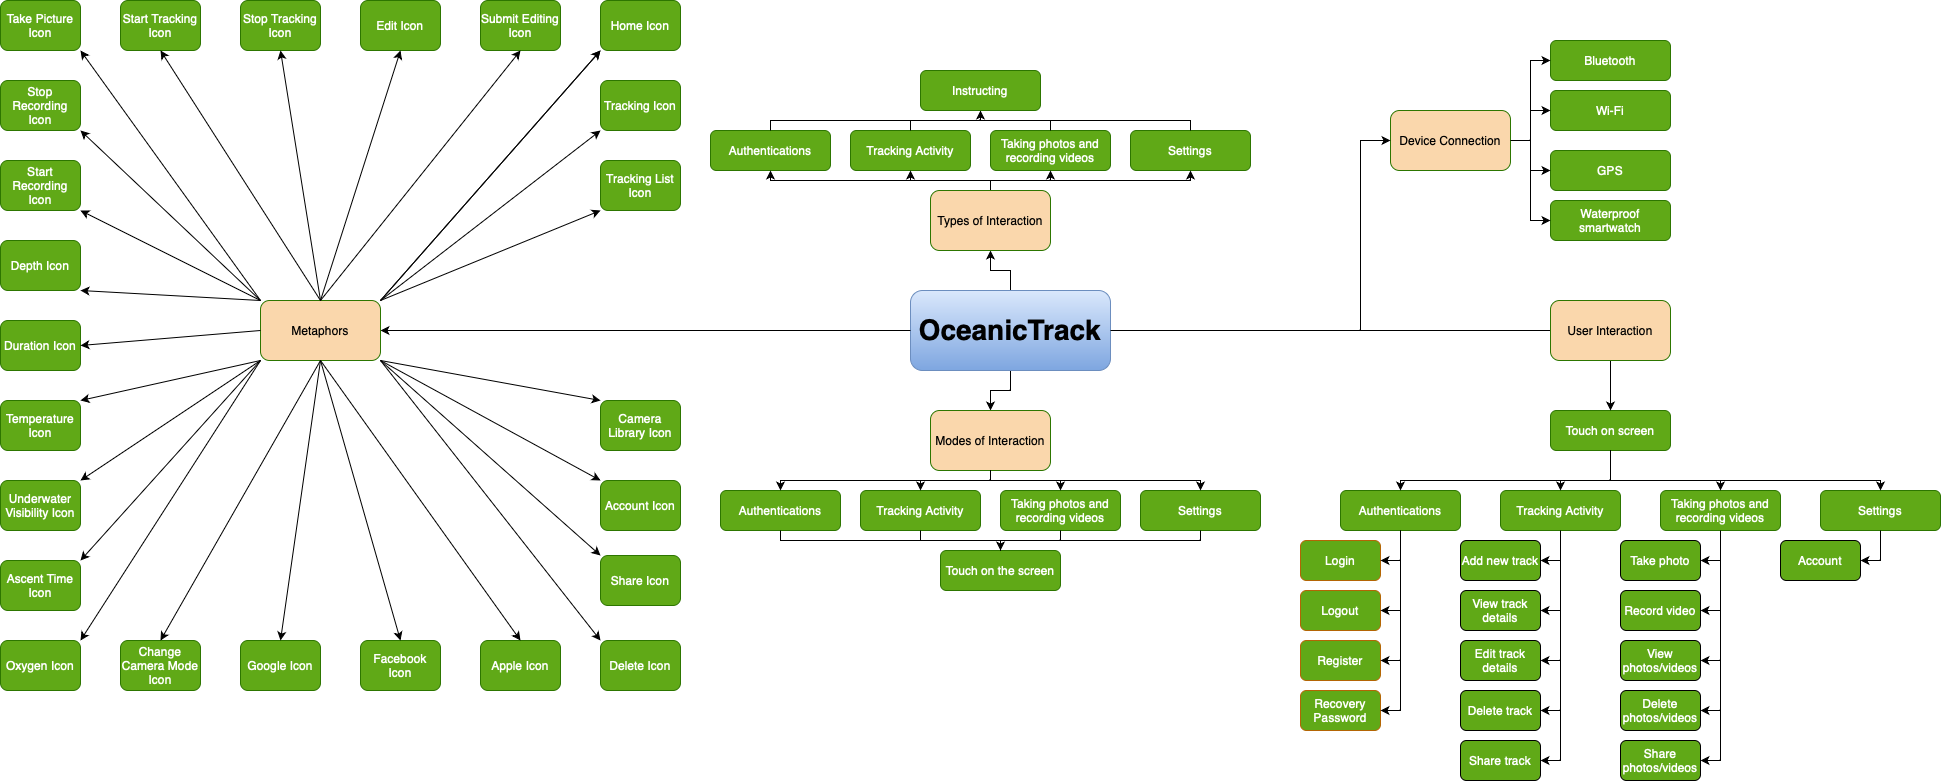 Take Picture
Icon
Start Tracking
Icon
Stop Tracking
Icon
Edit Icon
Submit Editing
Icon
Home Icon
Stop
Recording
Icon
Tracking Icon
Start
Recording
Icon
Tracking List
Icon
Depth Icon
Duration Icon
Metaphors
Temperature
Icon
Camera
Library Icon
Underwater
Visibility Icon
Account Icon
Ascent Time
Icon
Share Icon
Oxygen Icon
Change
Camera Mode
Icon
Google Icon
Facebook
Icon
Apple Icon
Delete Icon
Instructing
Authentications
Tracking Activity
Taking photos and
recording videos
Settings
Types of Interaction
OceanicTrack
Modes of Interaction
Authentications
Tracking Activity
Taking photos and
recording videos
Settings
Touch on the screen
Device Connection
Bluetooth
Wi-Fi
GPS
Waterproof
smartwatch
User Interaction
Touch on screen
Authentications
Tracking Activity
Taking photos and
recording videos
Settings
Login
Logout
Register
Recovery
Password
Add new track
View track
details
Edit track
details
Delete track
Share track
Take photo
Record video
View
photos/videos
Delete
photos/videos
Share
photos/videos
Account